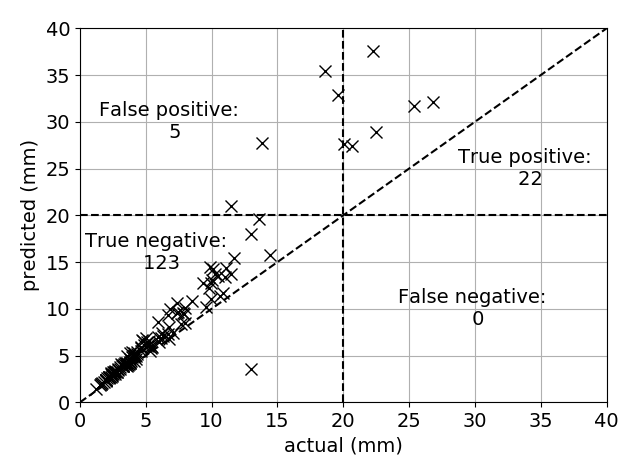 40
35
30
25
20
15
10
5
0
predicted (mm)
False positive:
5
True positive:
22
True negative:
123
False negative:
0
0 5 10 15 20 25 30 35 40
actual (mm)